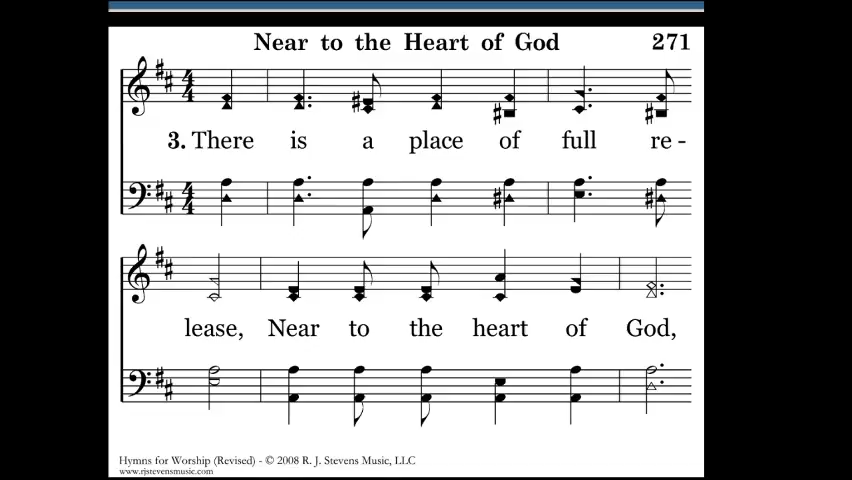 Near to the Heart of God 271
3. There is a place of full re -
lease, Near to the heart of God,
Hymns for Worship (Revised) - © 2008 R. J. Stevens Music, LLC
www.rjstevensmusic.com